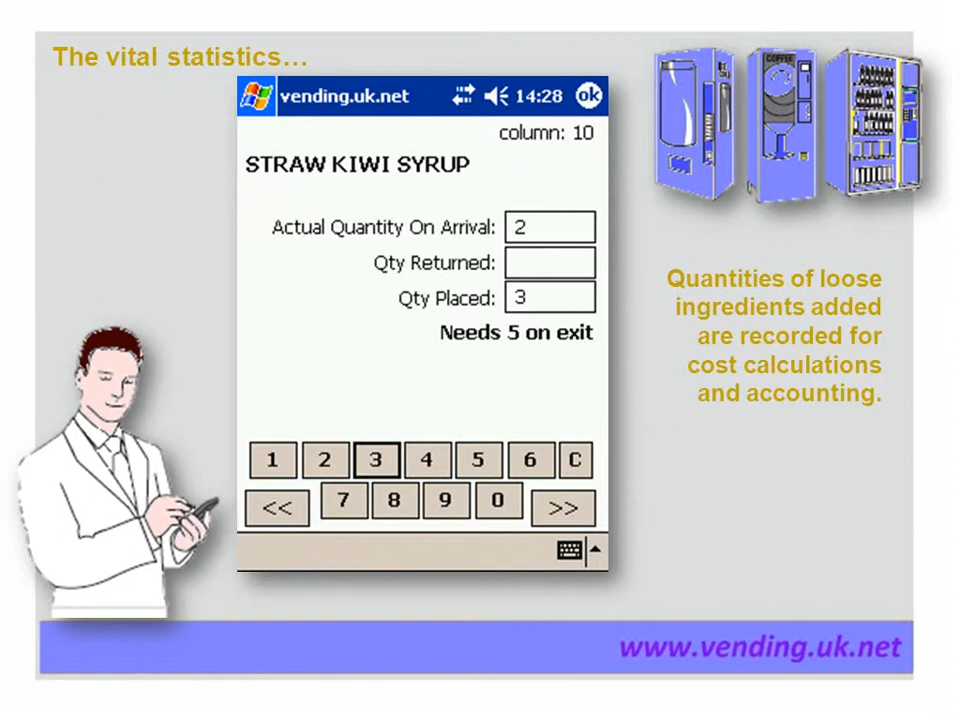 The vital statistics…
vending.uk.net 14:28 ok
column: 10
STRAW KIWI SYRUP
Actual Quantity On Arrival: 2
Qty Returned:
Qty Placed: 3
Needs 5 on exit
1 2 3 4 5 6 C
<< 7 8 9 0 >>
COFFEE
Quantities of loose
ingredients added
are recorded for
cost calculations
and accounting.
www.vending.uk.net